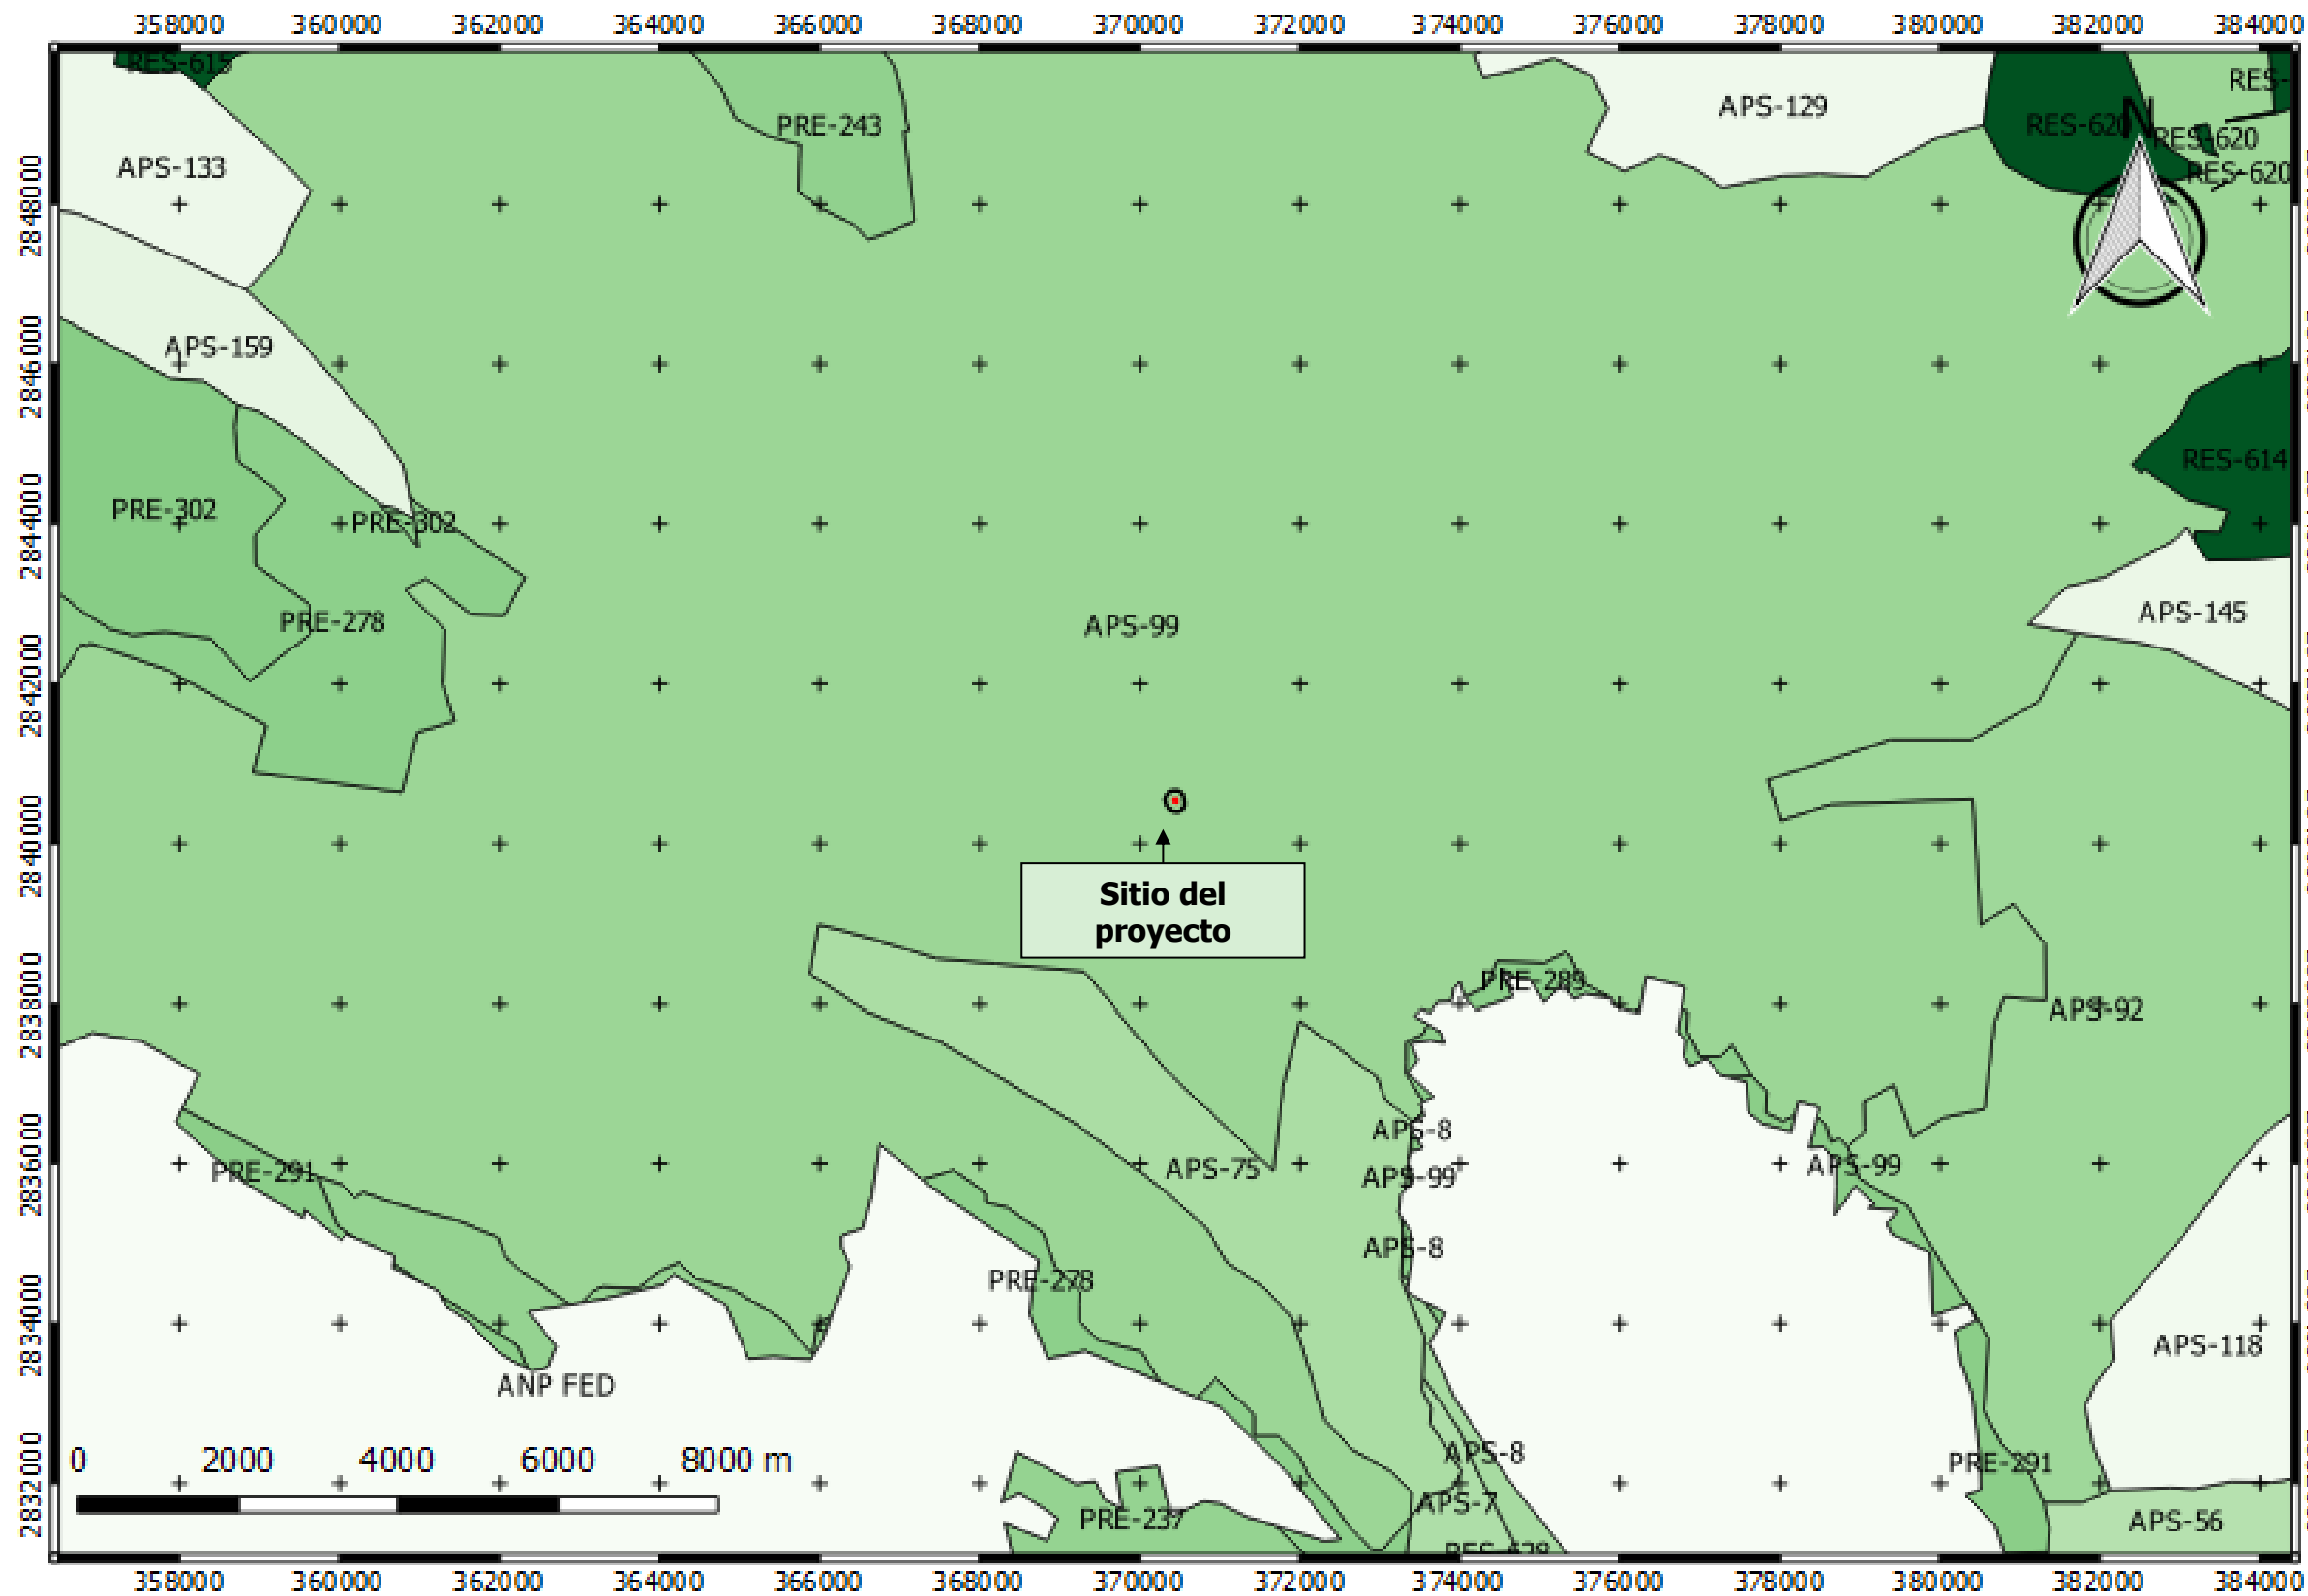 358000 360000 362000 364000 366000 368000 370000 372000 374000 376000 378000 380000 382000 384000
RES-615
RES-
PRE-243
APS-129
N
RES-620
RES-620
APS-133
RES-620
2848000
APS-159
2846000
RES-614
PRE-302
PRE-302
2844000
APS-145
PRE-278
APS-99
2842000
2840000
Sitio del
proyecto
PRE-289
2838000
APS-92
APS-8
2836000
PRE-291
APS-75
APS-99
APS-99
APS-8
PRE-278
2834000
APS-118
ANP FED
APS-8
0 2000 4000 6000 8000 m
PRE-291
2832000
APS-7
PRE-237
APS-56
RES-628
358000 360000 362000 364000 366000 368000 370000 372000 374000 376000 378000 380000 382000 384000